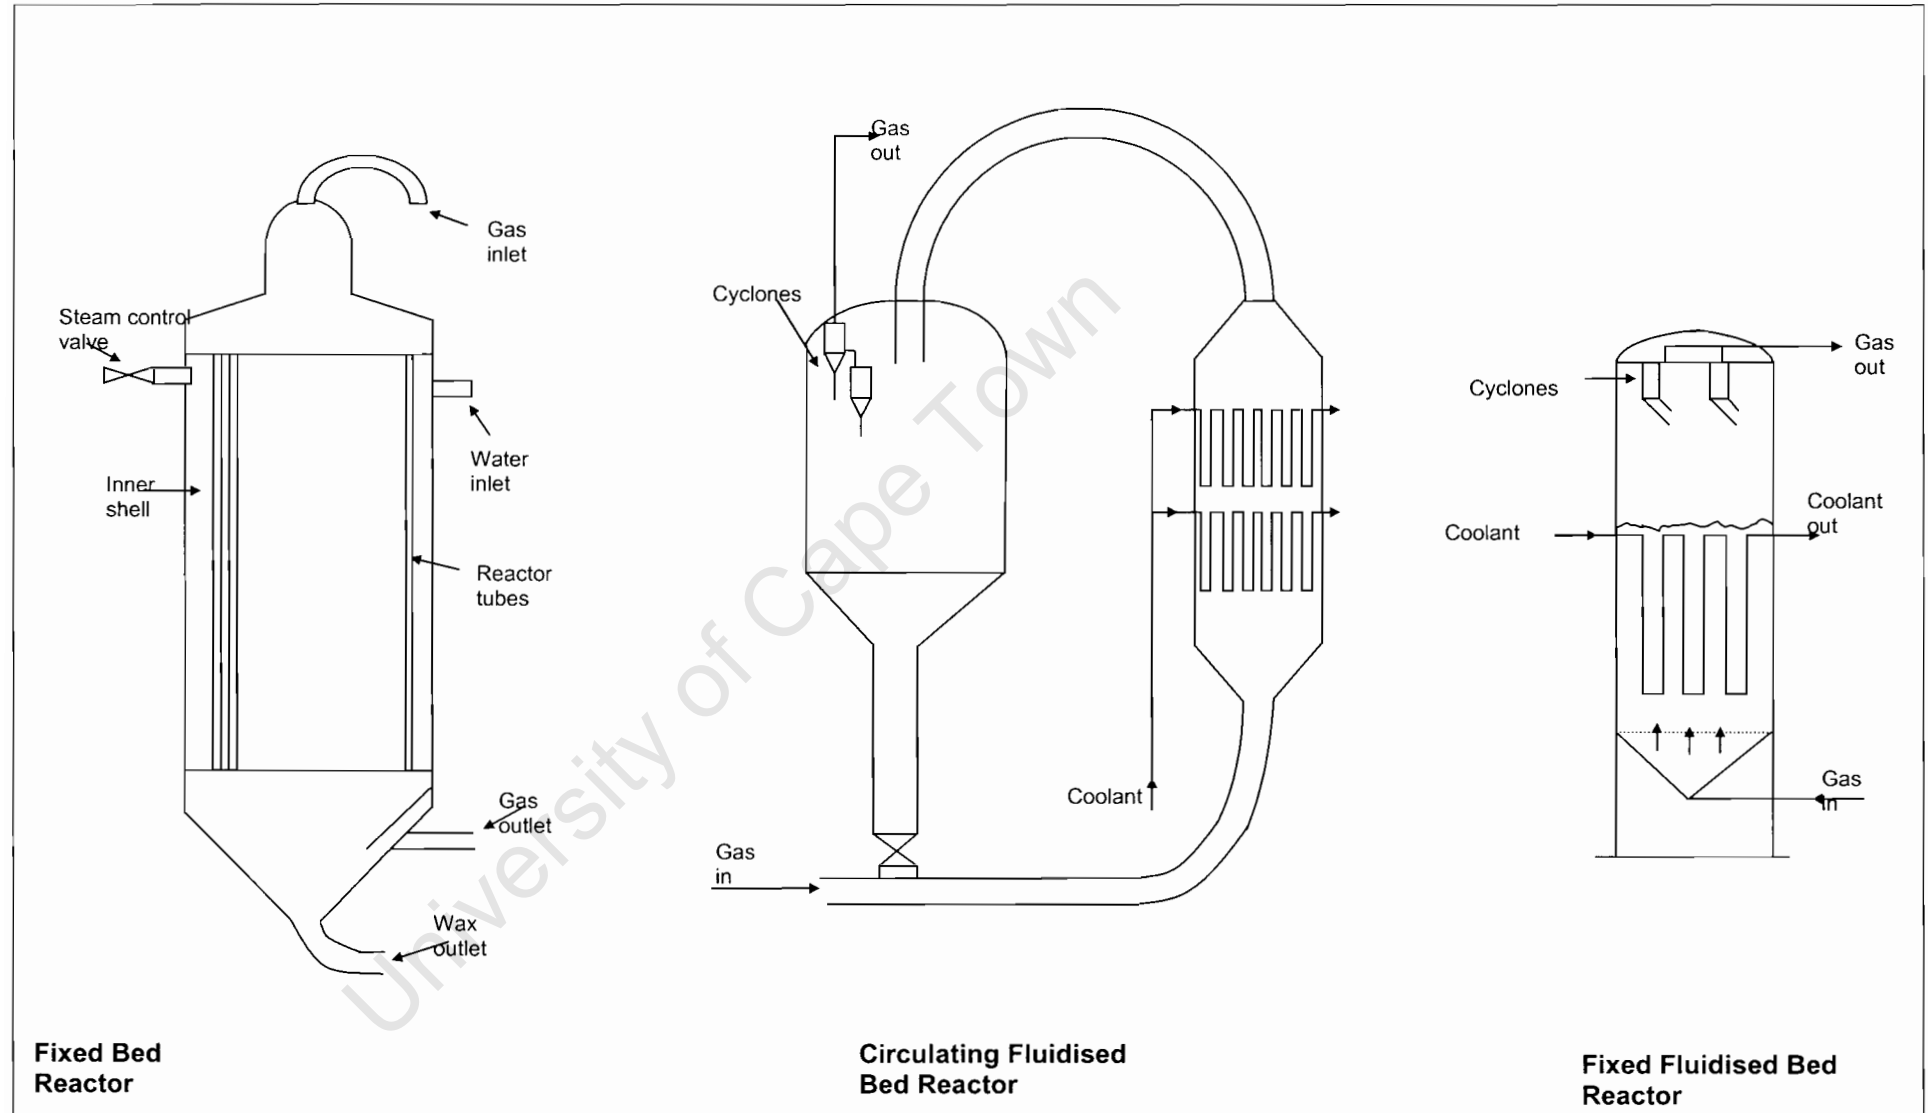 Gas
inlet
Steam control
valve
Water
inlet
Inner
shell
Reactor
tubes
Gas
outlet
Wax
outlet
Fixed Bed
Reactor
Gas
out
Cyclones
Coolant
Gas
in
Circulating Fluidised
Bed Reactor
Gas
out
Cyclones
Coolant
out
Coolant
Gas
in
Fixed Fluidised Bed
Reactor
University of Cape Town